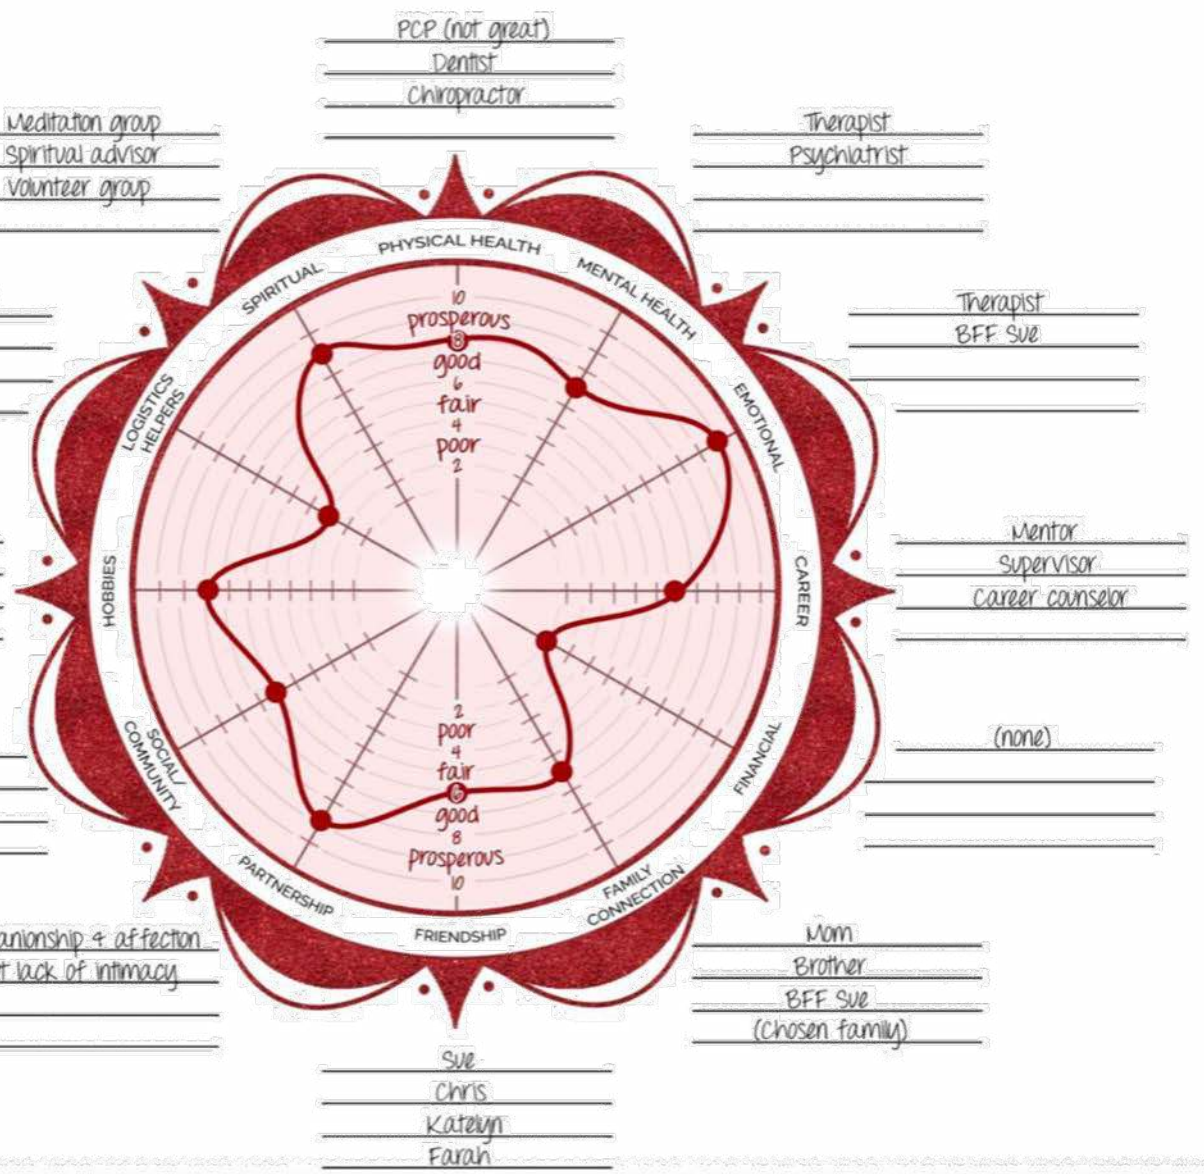 PCP (not great)
Dentist
Chiropractor
Meditation group
Spiritual advisor
Volunteer group
Therapist
Psychiatrist
PHYSICAL HEALTH
SPIRITUAL
MENTAL HEALTH
Therapist
BFF Sue
LOGISTICS
HELPERS
EMOTIONAL
10
prosperous
8
good
6
fair
4
poor
2
Mentor
Supervisor
Career counselor
HOBBIES
CAREER
2
poor
4
fair
6
good
8
prosperous
10
(none)
SOCIAL/
COMMUNITY
FINANCIAL
PARTNERSHIP
FRIENDSHIP
FAMILY
CONNECTION
& affection
lack of intimacy
Mom
Brother
BFF Sue
(Chosen family)
Sue
Chris
Katelyn
Farah